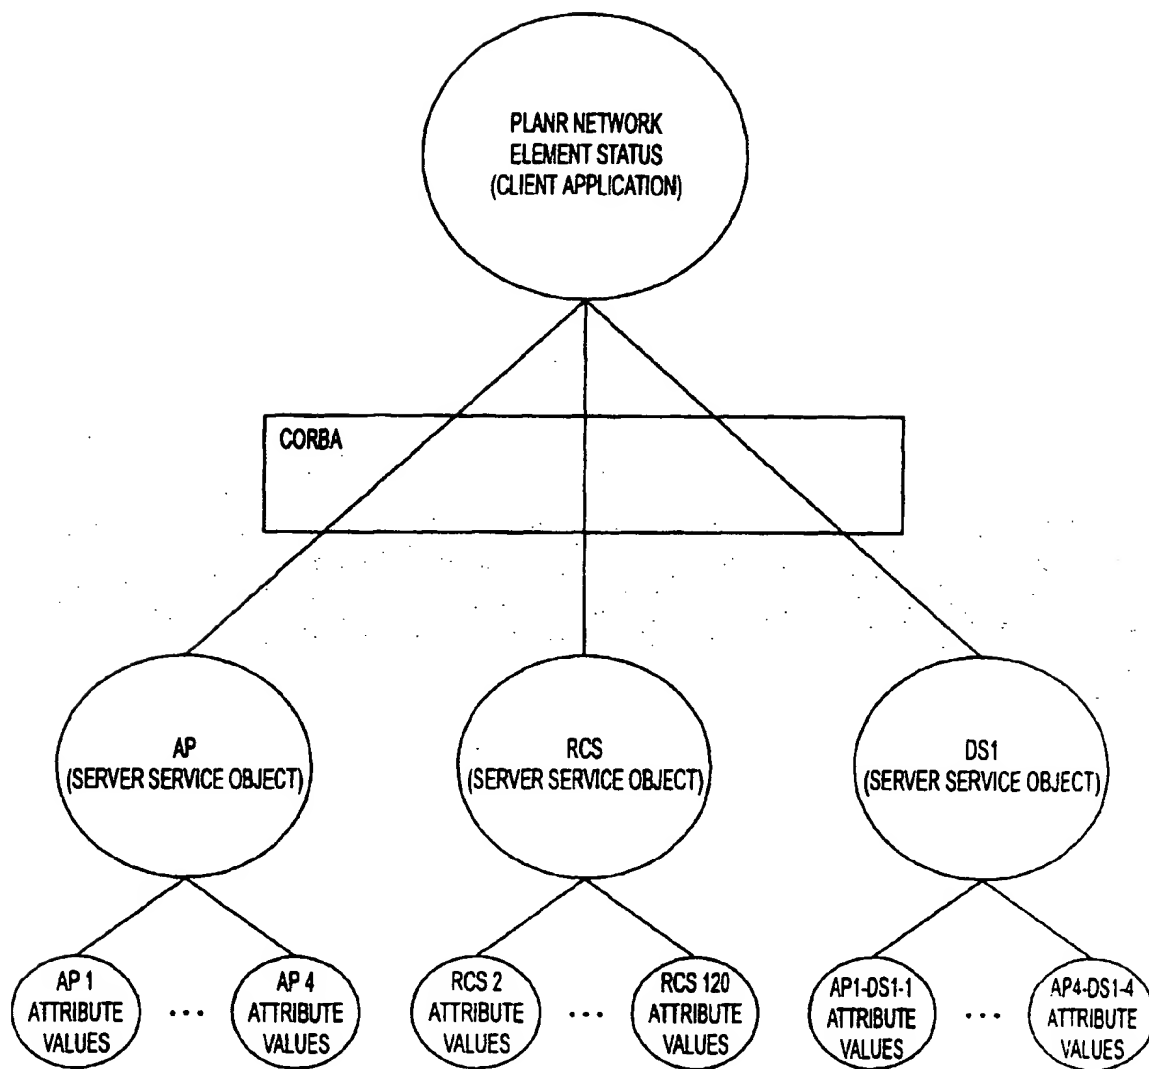 PLANR NETWORK
ELEMENT STATUS
(CLIENT APPLICATION)
CORBA
AP
(SERVER SERVICE OBJECT)
RCS
(SERVER SERVICE OBJECT)
DS1
(SERVER SERVICE OBJECT)
AP 1
ATTRIBUTE
VALUES
...
AP 4
ATTRIBUTE
VALUES
RCS 2
ATTRIBUTE
VALUES
...
RCS 120
ATTRIBUTE
VALUES
AP1-DS1-1
ATTRIBUTE
VALUES
...
AP4-DS1-4
ATTRIBUTE
VALUES